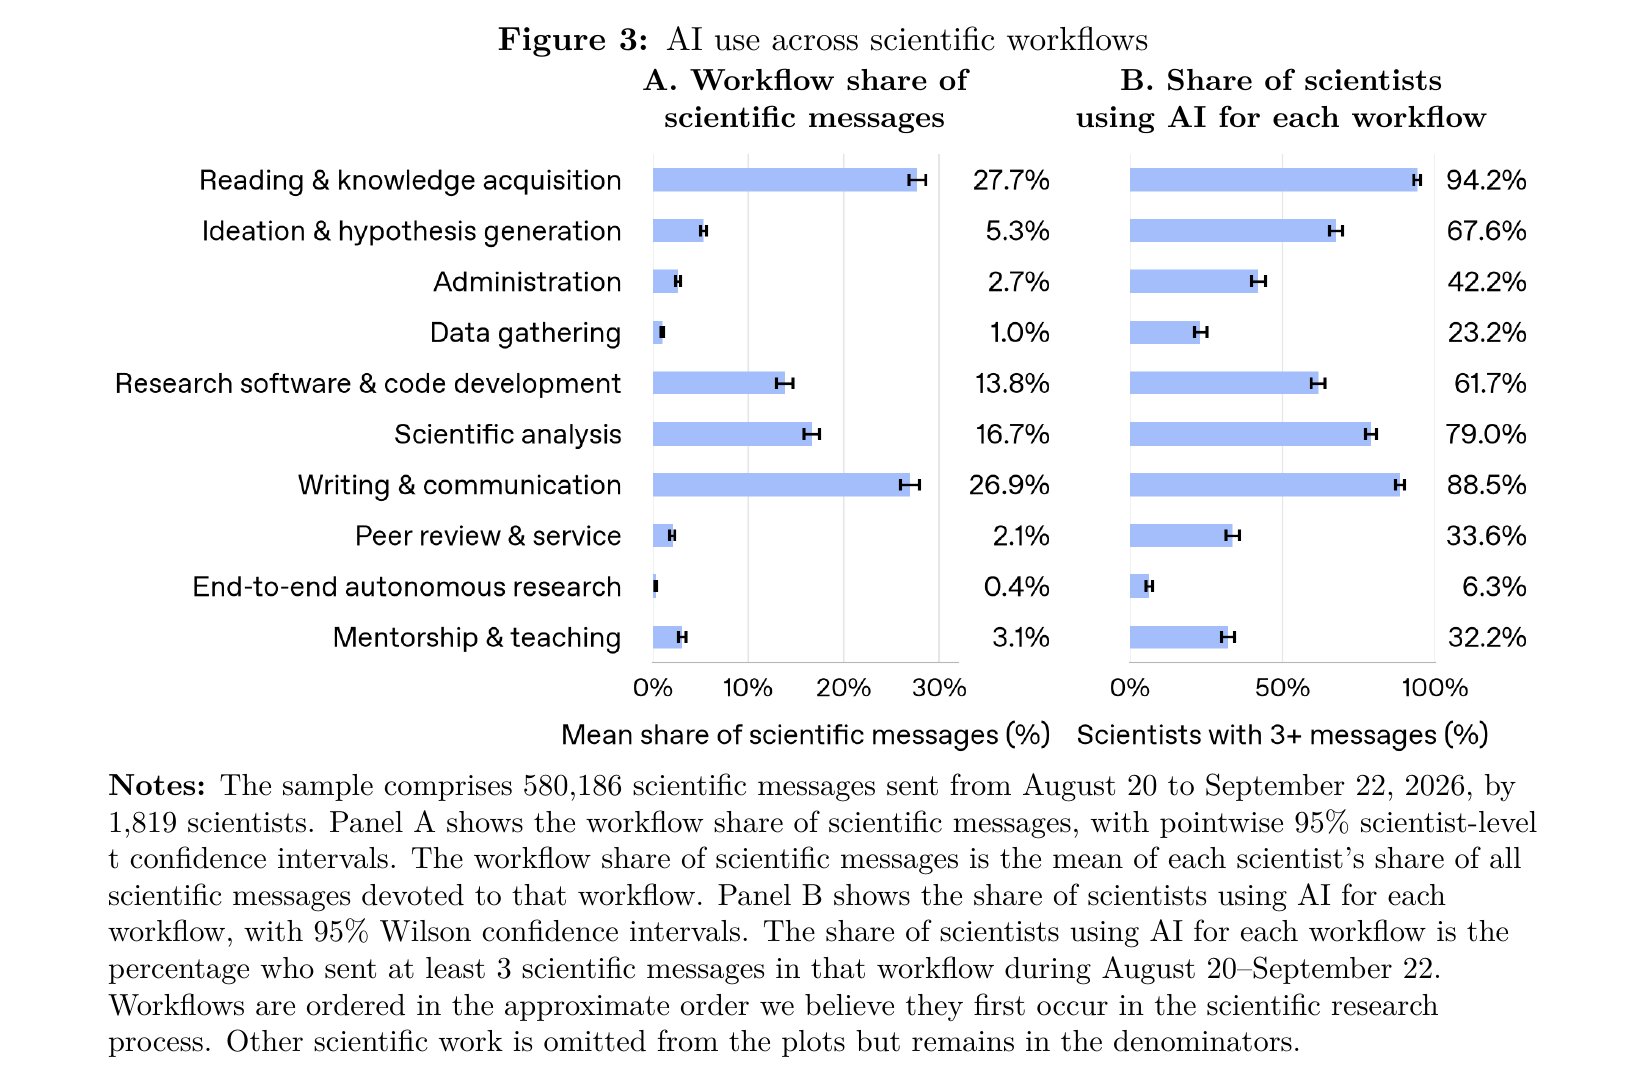 Figure 3: AI use across scientific workflows
A. Workflow share of
scientific messages
B. Share of scientists
using AI for each workflow
Reading & knowledge acquisition 27.7% 94.2%
Ideation & hypothesis generation 5.3% 67.6%
Administration 2.7% 42.2%
Data gathering 1.0% 23.2%
Research software & code development 13.8% 61.7%
Scientific analysis 16.7% 79.0%
Writing & communication 26.9% 88.5%
Peer review & service 2.1% 33.6%
End-to-end autonomous research 0.4% 6.3%
Mentorship & teaching 3.1% 32.2%
0% 10% 20% 30% 0% 50% 100%
Mean share of scientific messages (%) Scientists with 3+ messages (%)
Notes: The sample comprises 580,186 scientific messages sent from August 20 to September 22, 2026, by
1,819 scientists. Panel A shows the workflow share of scientific messages, with pointwise 95% scientist-level
t confidence intervals. The workflow share of scientific messages is the mean of each scientist's share of all
scientific messages devoted to that workflow. Panel B shows the share of scientists using AI for each
workflow, with 95% Wilson confidence intervals. The share of scientists using AI for each workflow is the
percentage who sent at least 3 scientific messages in that workflow during August 20–September 22.
Workflows are ordered in the approximate order we believe they first occur in the scientific research
process. Other scientific work is omitted from the plots but remains in the denominators.